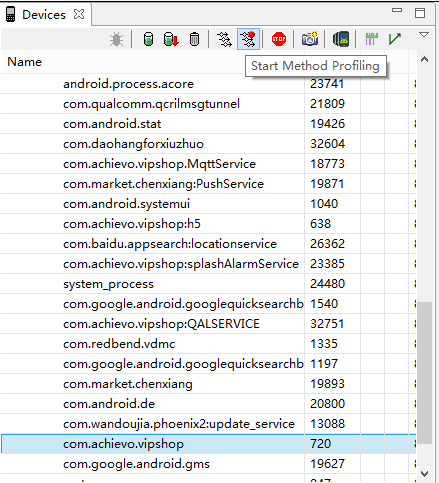 Devices
STOP
Start Method Profiling
Name
android.process.acore 23741
com.qualcomm.qcrilmsgtunnel 21809
com.android.stat 19426
com.daohangforxiuzhuo 32604
com.achievo.vipshop.MqttService 18773
com.market.chenxiang:PushService 19871
com.android.systemui 1040
com.achievo.vipshop:h5 638
com.baidu.appsearch:locationservice 26362
com.achievo.vipshop:splashAlarmService 23385
system_process 24480
com.google.android.googlequicksearchb 1540
com.achievo.vipshop:QALSERVICE 32751
com.redbend.vdmc 1335
com.google.android.googlequicksearchb 1197
com.market.chenxiang 19893
com.android.de 20800
com.wandoujia.phoenix2:update_service 13088
com.achievo.vipshop 720
com.google.android.gms 19627